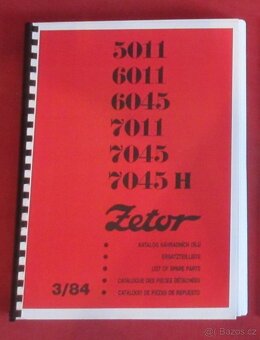 5011
6011
6045
7011
7045
7045 H
Zetor
KATALOG NÁHRADNÍCH DÍLŮ
ERSATZTEILLISTE
LIST OF SPARE PARTS
CATALOGUE DES PIÈCES DÉTACHÉES
CATÁLOGO DE PIEZAS DE REPUESTO
3/84
Bazoš.cz